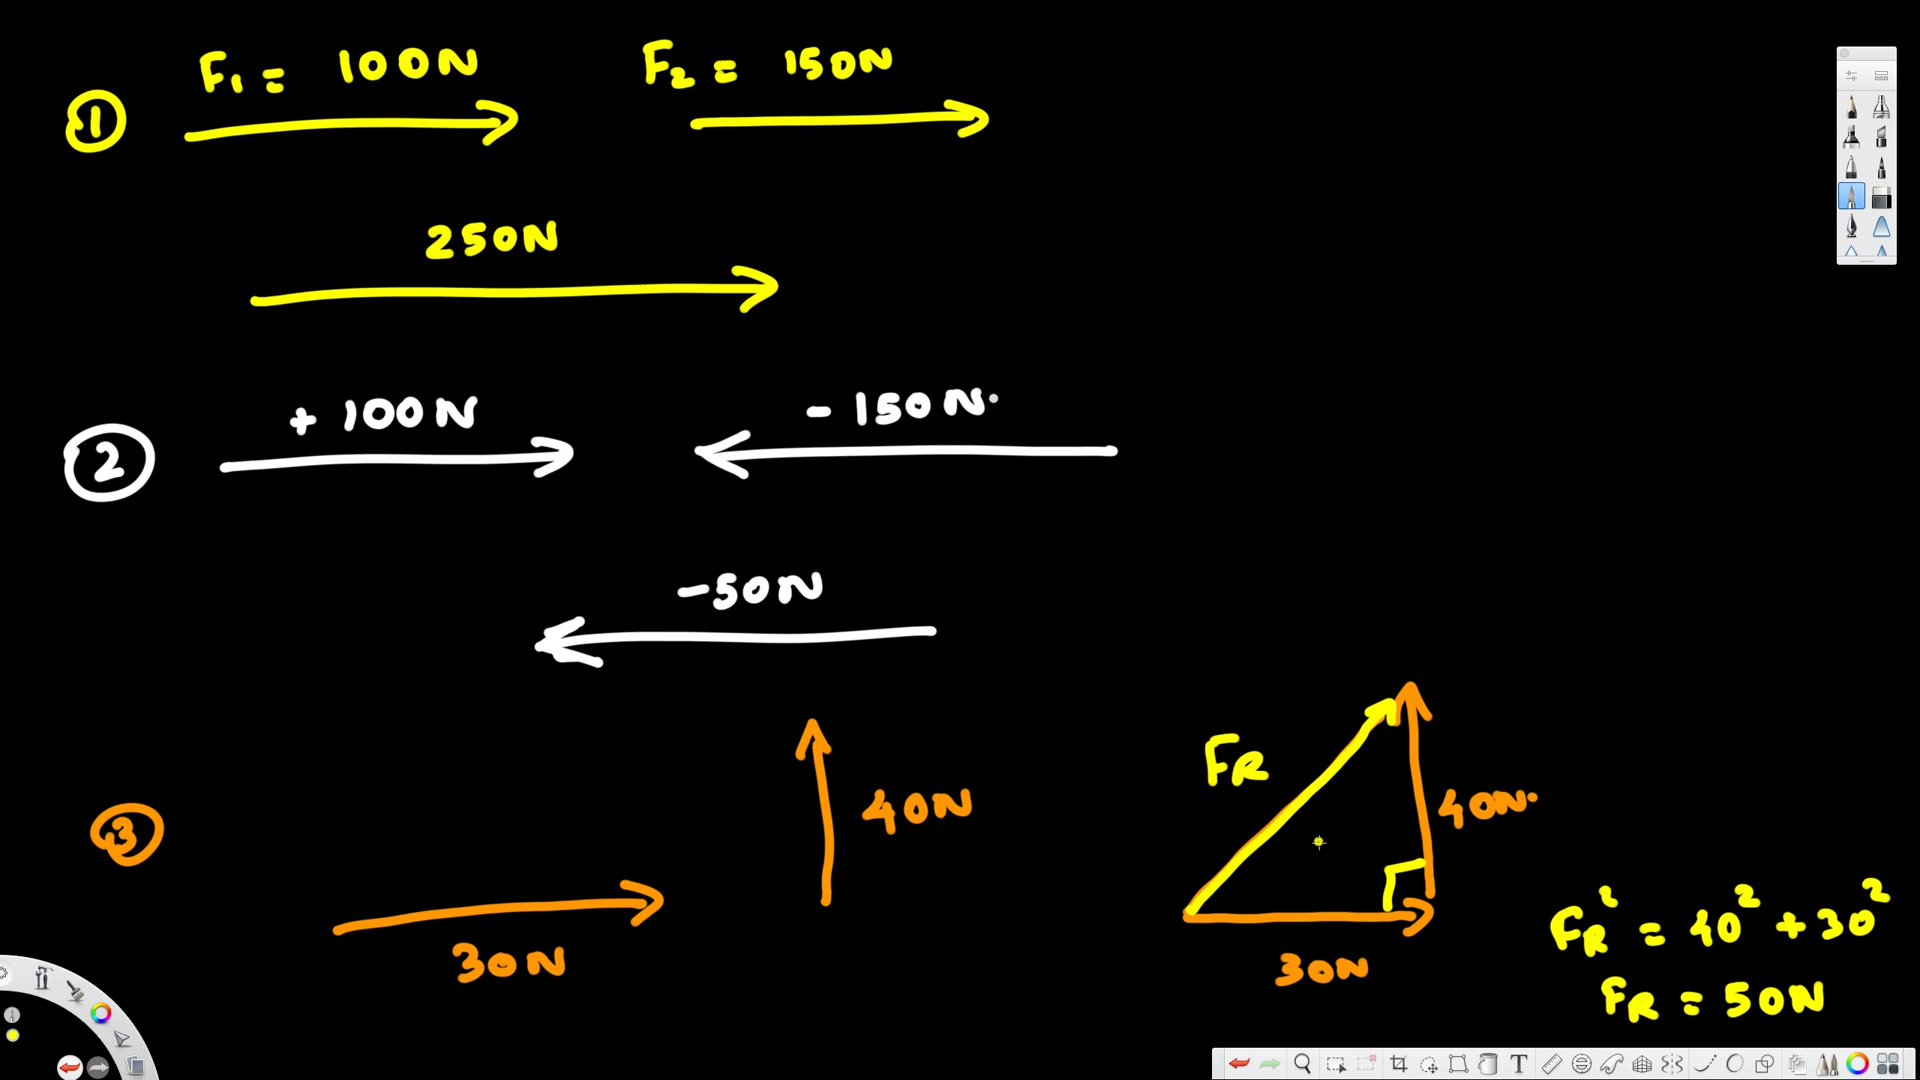 ① F₁ = 100N F₂ = 150N
250N
② + 100N - 150N.
-50N
③ 40N
30N
FR 40N.
30N
FR² = 40² + 30²
FR = 50N
T